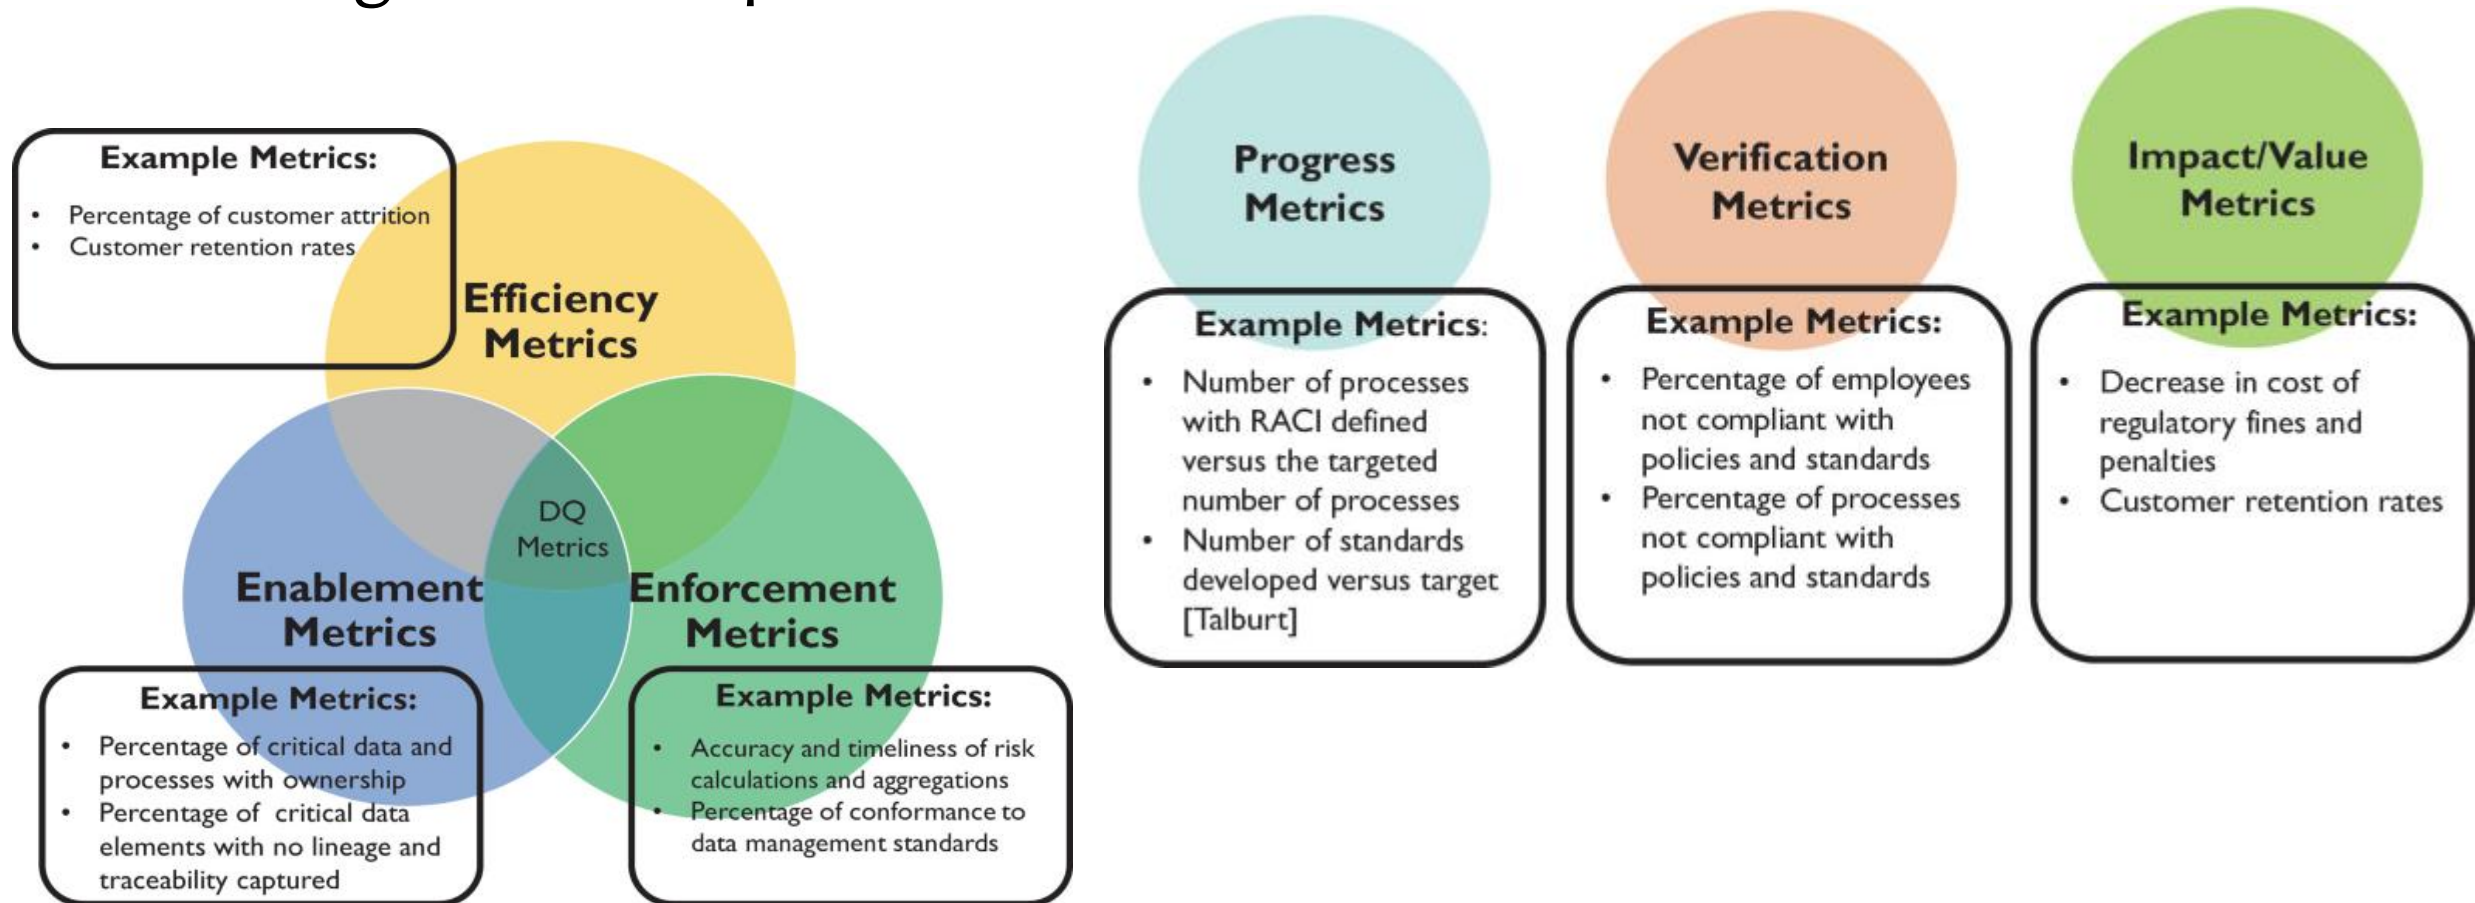 Example Metrics:
• Percentage of customer attrition
• Customer retention rates
Efficiency
Metrics
DQ
Metrics
Enablement
Metrics
Example Metrics:
• Percentage of critical data and
processes with ownership
• Percentage of critical data
elements with no lineage and
traceability captured
Enforcement
Metrics
Example Metrics:
• Accuracy and timeliness of risk
calculations and aggregations
• Percentage of conformance to
data management standards
Progress
Metrics
Example Metrics:
• Number of processes
with RACI defined
versus the targeted
number of processes
• Number of standards
developed versus target
[Talburt]
Verification
Metrics
Example Metrics:
• Percentage of employees
not compliant with
policies and standards
• Percentage of processes
not compliant with
policies and standards
Impact/Value
Metrics
Example Metrics:
• Decrease in cost of
regulatory fines and
penalties
• Customer retention rates